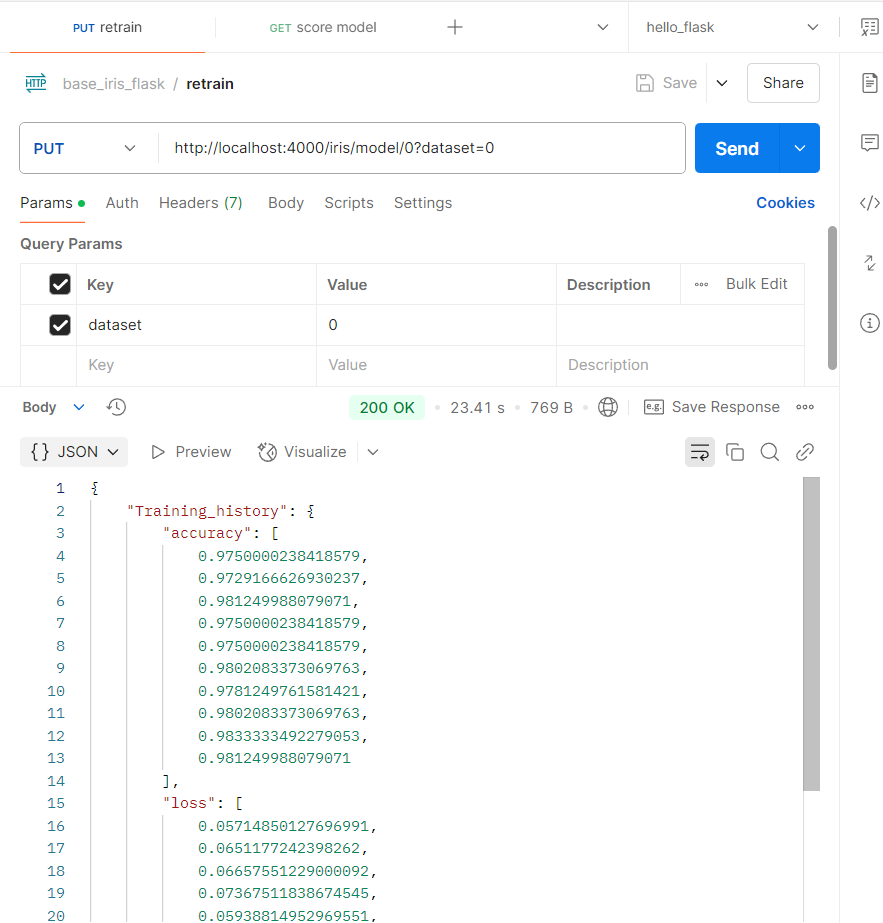 PUT retrain GET score model hello_flask
HTTP base_iris_flask / retrain Save Share
PUT http://localhost:4000/iris/model/0?dataset=0 Send
Params Auth Headers (7) Body Scripts Settings Cookies
Query Params
Key Value Description Bulk Edit
dataset 0
Key Value Description
Body 200 OK 23.41 s 769 B e.g. Save Response
{} JSON Preview Visualize
1 {
2 "Training_history": {
3 "accuracy": [
4 0.9750000238418579,
5 0.9729166626930237,
6 0.981249988079071,
7 0.9750000238418579,
8 0.9750000238418579,
9 0.9802083373069763,
10 0.9781249761581421,
11 0.9802083373069763,
12 0.9833333492279053,
13 0.981249988079071
14 ],
15 "loss": [
16 0.05714850127696991,
17 0.0651177242398262,
18 0.06657551229000092,
19 0.07367511838674545,
20 0.05938814952969551,